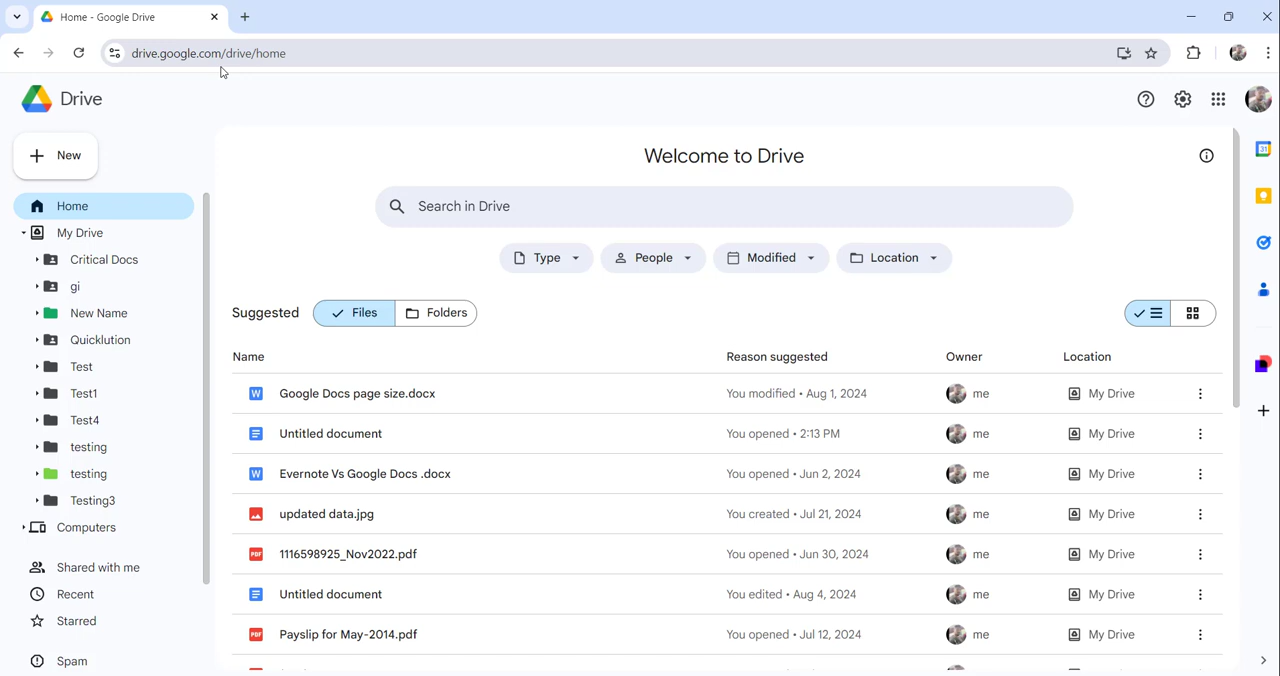 Home - Google Drive
drive.google.com/drive/home
Drive
New
Home
My Drive
Critical Docs
gi
New Name
Quicklution
Test
Test1
Test4
testing
testing
Testing3
Computers
Shared with me
Recent
Starred
Spam
Welcome to Drive
Search in Drive
Type People Modified Location
Suggested Files Folders
Name Reason suggested Owner Location
W Google Docs page size.docx You modified • Aug 1, 2024 me My Drive
Untitled document You opened • 2:13 PM me My Drive
W Evernote Vs Google Docs .docx You opened • Jun 2, 2024 me My Drive
updated data.jpg You created • Jul 21, 2024 me My Drive
PDF 1116598925_Nov2022.pdf You opened • Jun 30, 2024 me My Drive
Untitled document You edited • Aug 4, 2024 me My Drive
PDF Payslip for May-2014.pdf You opened • Jul 12, 2024 me My Drive
31